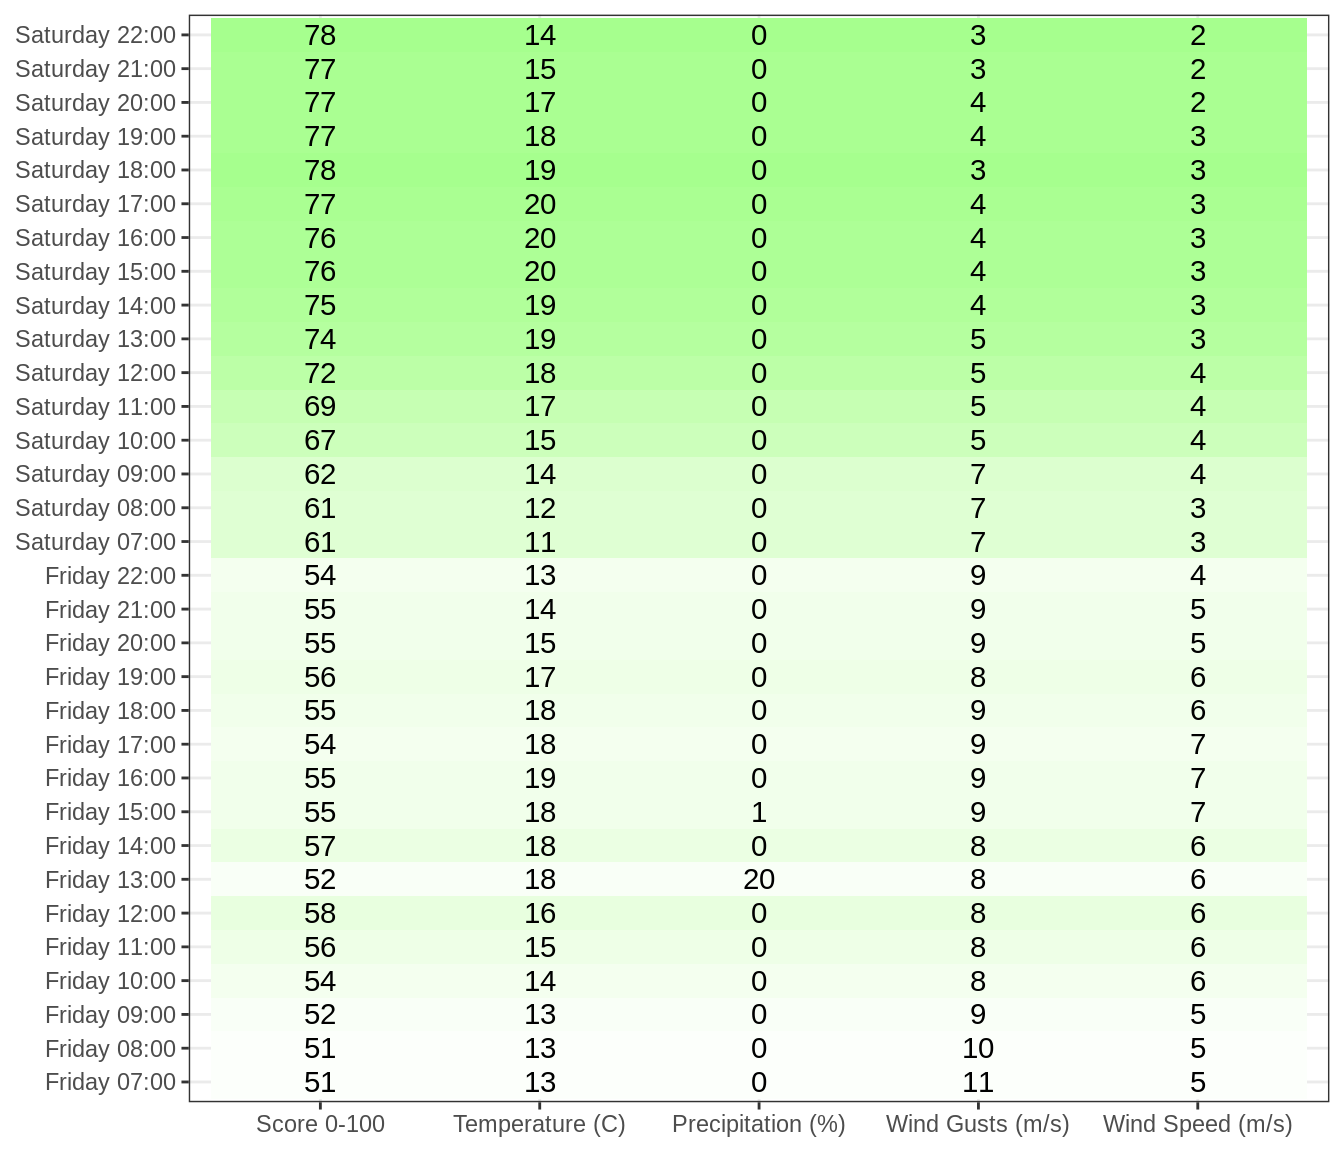 Saturday 22:00 78 14 0 3 2
Saturday 21:00 77 15 0 3 2
Saturday 20:00 77 17 0 4 2
Saturday 19:00 77 18 0 4 3
Saturday 18:00 78 19 0 3 3
Saturday 17:00 77 20 0 4 3
Saturday 16:00 76 20 0 4 3
Saturday 15:00 76 20 0 4 3
Saturday 14:00 75 19 0 4 3
Saturday 13:00 74 19 0 5 3
Saturday 12:00 72 18 0 5 4
Saturday 11:00 69 17 0 5 4
Saturday 10:00 67 15 0 5 4
Saturday 09:00 62 14 0 7 4
Saturday 08:00 61 12 0 7 3
Saturday 07:00 61 11 0 7 3
Friday 22:00 54 13 0 9 4
Friday 21:00 55 14 0 9 5
Friday 20:00 55 15 0 9 5
Friday 19:00 56 17 0 8 6
Friday 18:00 55 18 0 9 6
Friday 17:00 54 18 0 9 7
Friday 16:00 55 19 0 9 7
Friday 15:00 55 18 1 9 7
Friday 14:00 57 18 0 8 6
Friday 13:00 52 18 20 8 6
Friday 12:00 58 16 0 8 6
Friday 11:00 56 15 0 8 6
Friday 10:00 54 14 0 8 6
Friday 09:00 52 13 0 9 5
Friday 08:00 51 13 0 10 5
Friday 07:00 51 13 0 11 5
Score 0-100 Temperature (C) Precipitation (%) Wind Gusts (m/s) Wind Speed (m/s)